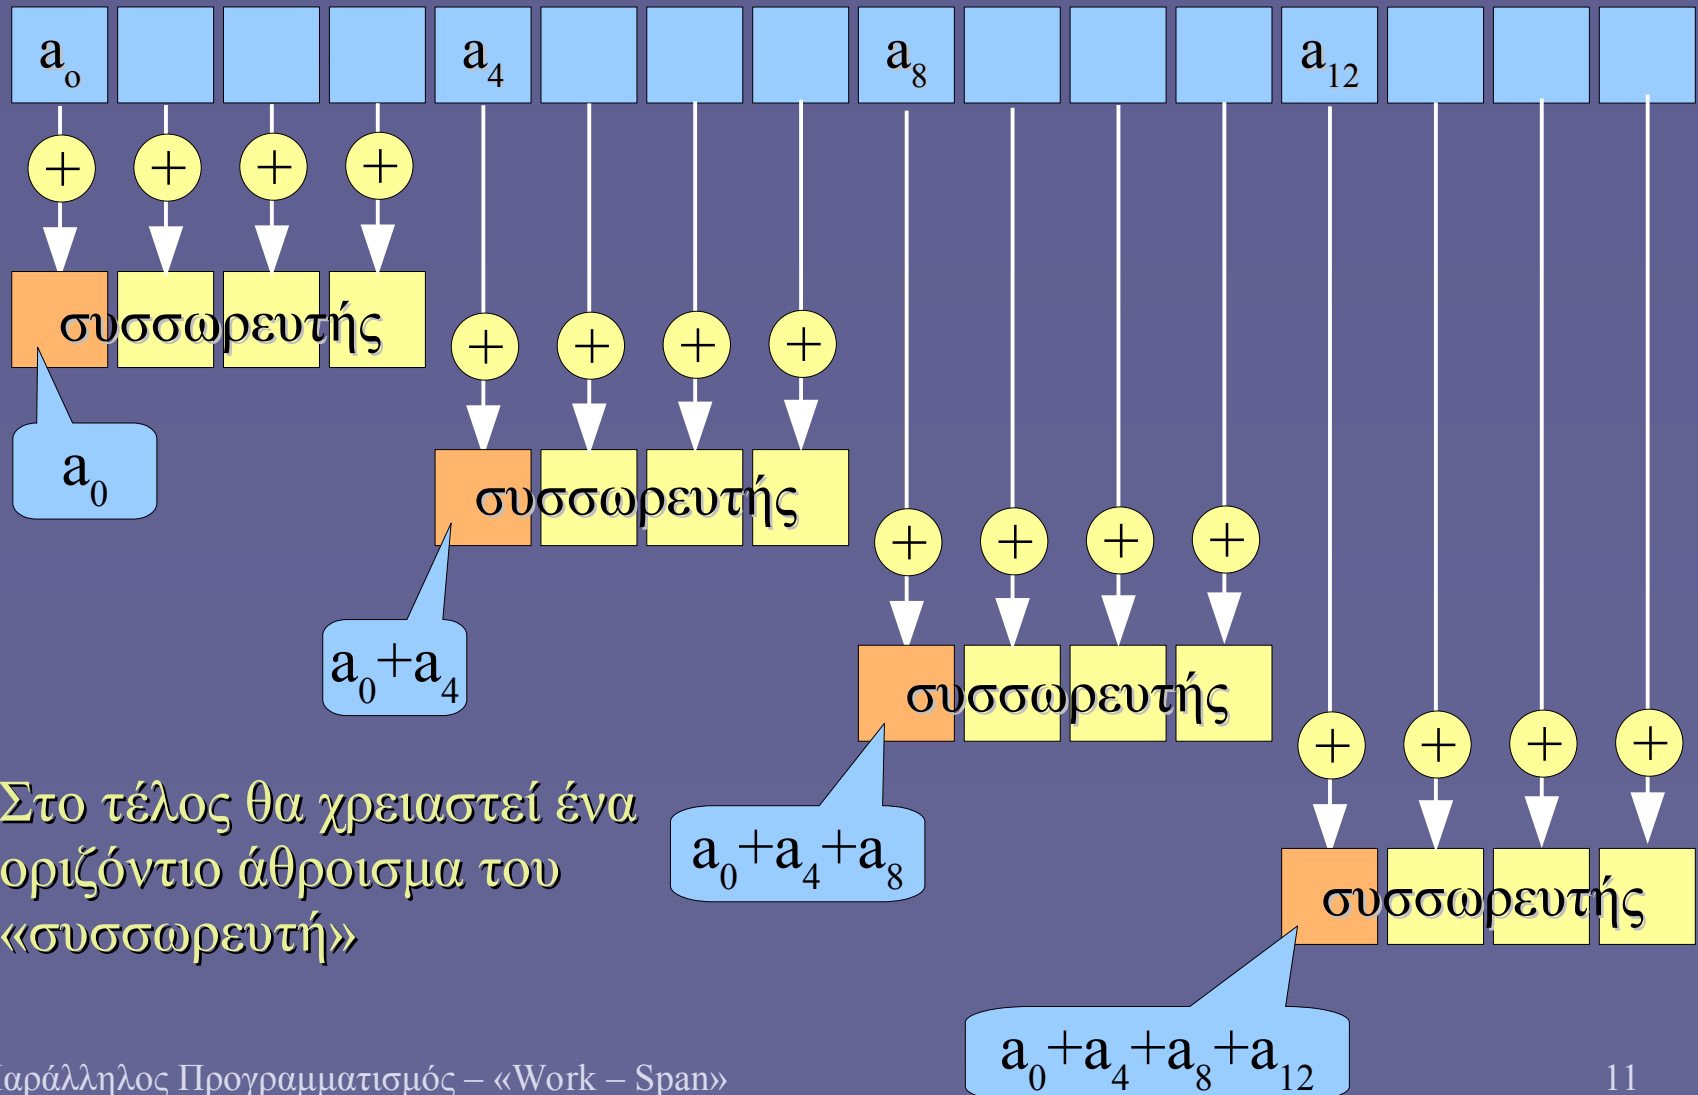 a₀ a₄ a₈ a₁₂
+ + + +
συσσωρευτής
a₀
+ + + +
συσσωρευτής
a₀+a₄
+ + + +
συσσωρευτής
a₀+a₄+a₈
+ + + +
συσσωρευτής
a₀+a₄+a₈+a₁₂
Στο τέλος θα χρειαστεί ένα
οριζόντιο άθροισμα του
«συσσωρευτή»
Παράλληλος Προγραμματισμός – «Work – Span» 11